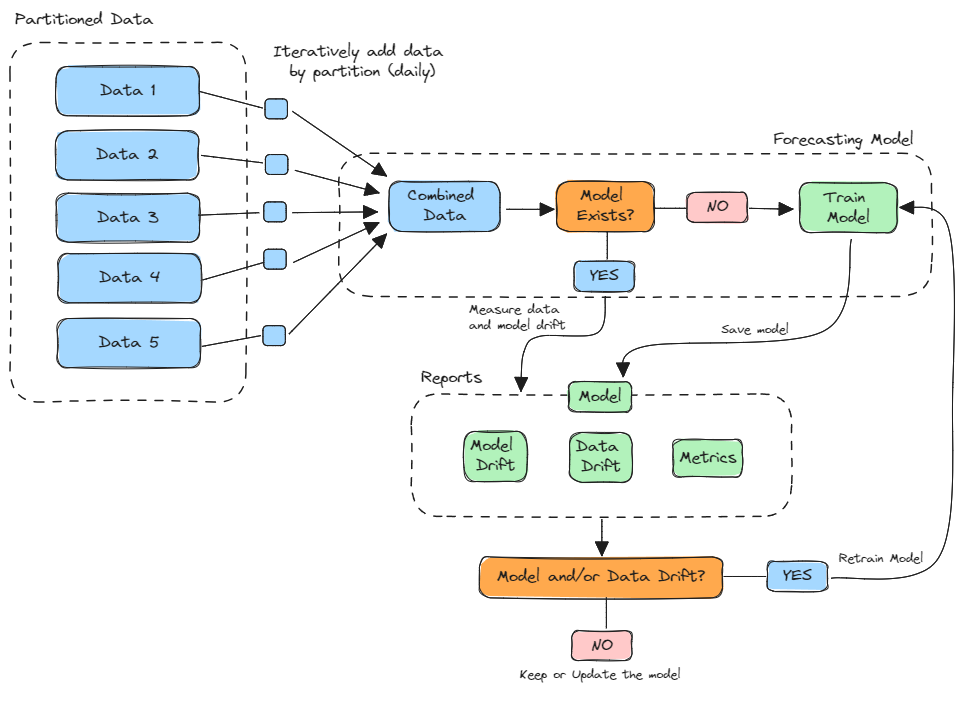 Partitioned Data
Iteratively add data
by partition (daily)
Data 1
Data 2
Data 3
Data 4
Data 5
Forecasting Model
Combined
Data
Model
Exists?
NO
Train
Model
YES
Measure data
and model drift
Save model
Reports
Model
Model
Drift
Data
Drift
Metrics
Model and/or Data Drift?
YES
Retrain Model
NO
Keep or Update the model